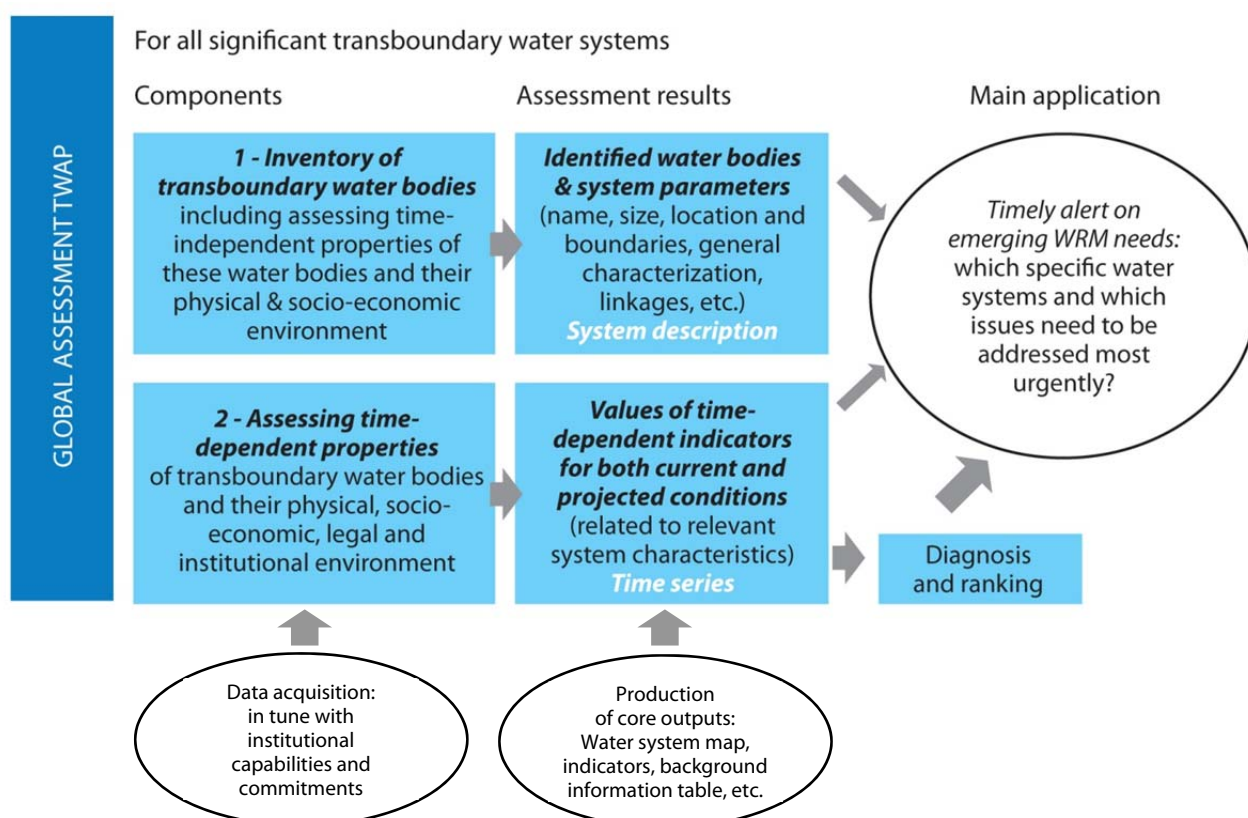 GLOBAL ASSESSMENT TWAP
For all significant transboundary water systems
Components
Assessment results
Main application
1 - Inventory of
transboundary water bodies
including assessing time-
independent properties of
these water bodies and their
physical & socio-economic
environment
Identified water bodies
& system parameters
(name, size, location and
boundaries, general
characterization,
linkages, etc.)
System description
Timely alert on
emerging WRM needs:
which specific water
systems and which
issues need to be
addressed most
urgently?
2 - Assessing time-
dependent properties
of transboundary water bodies
and their physical, socio-
economic, legal and
institutional environment
Values of time-
dependent indicators
for both current and
projected conditions
(related to relevant
system characteristics)
Time series
Diagnosis
and ranking
Data acquisition:
in tune with
institutional
capabilities and
commitments
Production
of core outputs:
Water system map,
indicators, background
information table, etc.